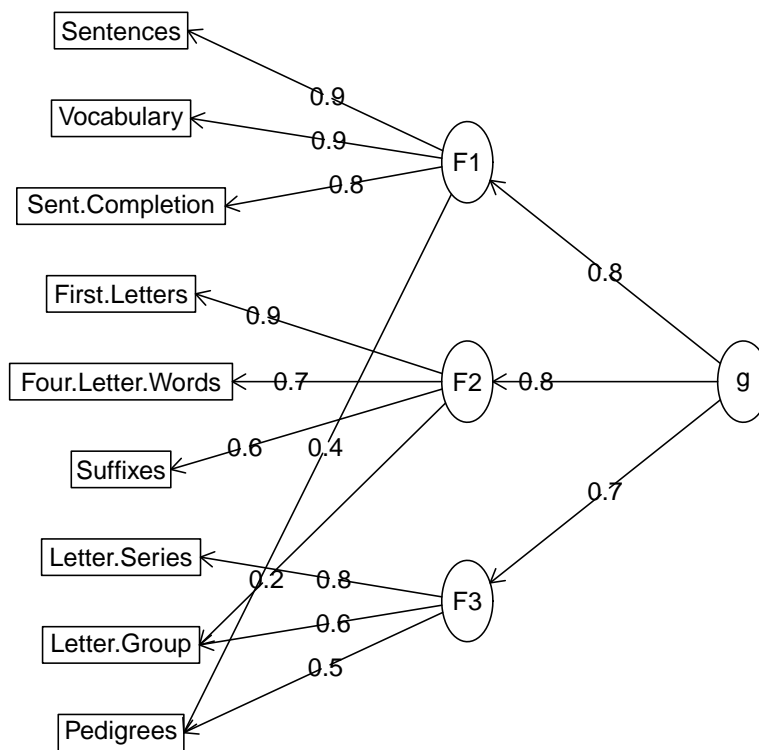 Sentences
0.9
Vocabulary
0.9
F1
Sent.Completion
0.8
0.8
First.Letters
0.9
Four.Letter.Words
0.7
F2
0.8
g
Suffixes
0.6
0.4
0.7
Letter.Series
0.2
0.8
F3
Letter.Group
0.6
0.5
Pedigrees